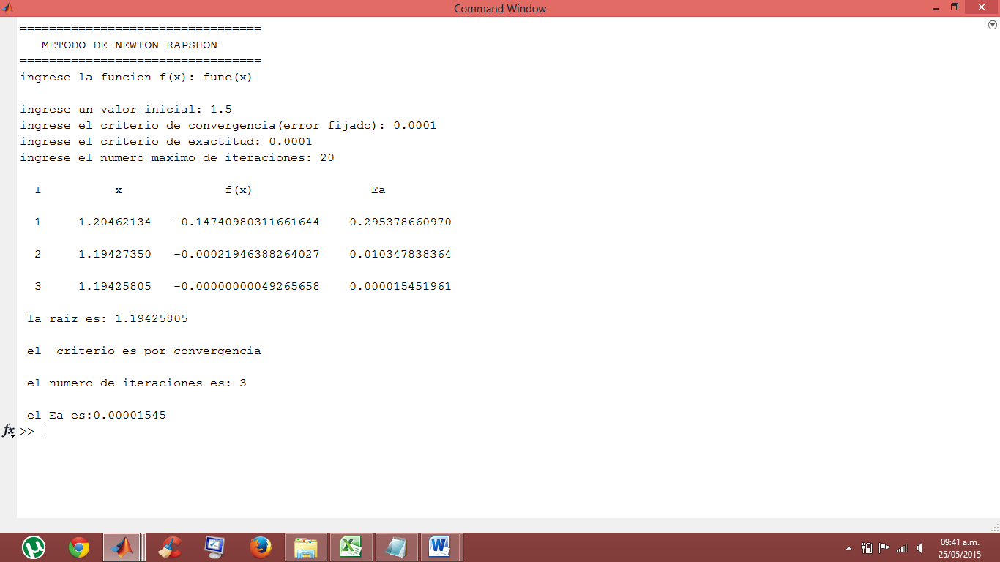 Command Window
=================================
METODO DE NEWTON RAPSHON
=================================
ingrese la funcion f(x): func(x)
ingrese un valor inicial: 1.5
ingrese el criterio de convergencia(error fijado): 0.0001
ingrese el criterio de exactitud: 0.0001
ingrese el numero maximo de iteraciones: 20
I x f(x) Ea
1 1.20462134 -0.14740980311661644 0.295378660970
2 1.19427350 -0.00021946388264027 0.010347838364
3 1.19425805 -0.00000000049265658 0.000015451961
la raiz es: 1.19425805
el  criterio es por convergencia
el numero de iteraciones es: 3
el Ea es:0.00001545
fx >>
09:41 a.m.
25/05/2015